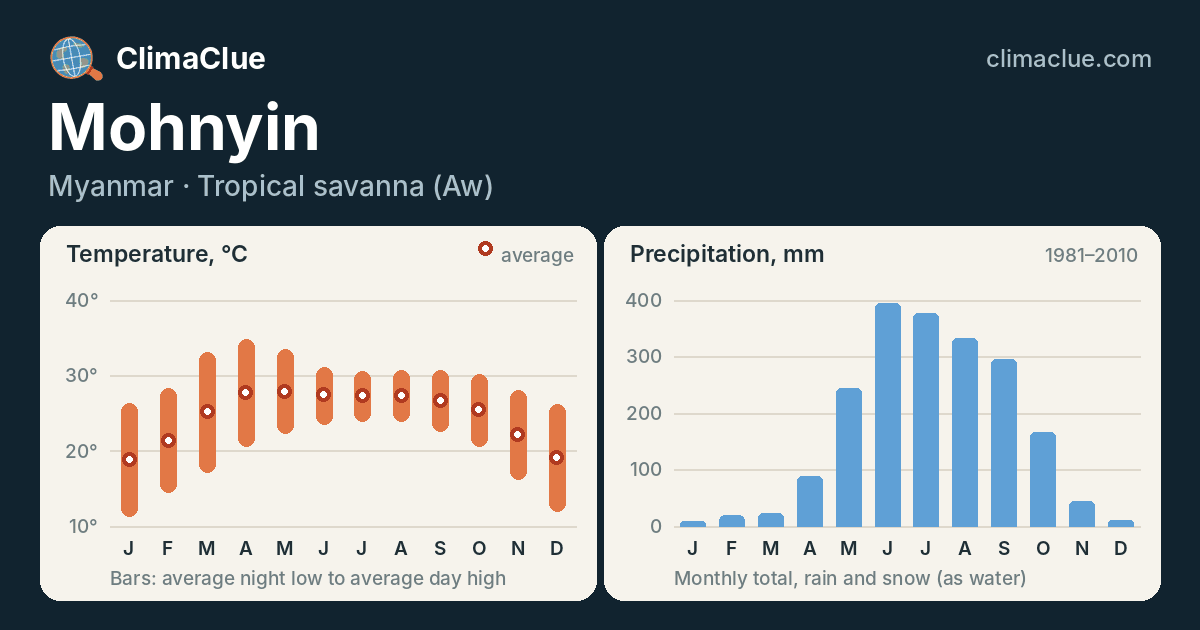 ClimaClue
climaclue.com
Mohnyin
Myanmar · Tropical savanna (Aw)
Temperature, °C
average
40°
30°
20°
10°
J F M A M J J A S O N D
Bars: average night low to average day high
Precipitation, mm
1981–2010
400
300
200
100
0
J F M A M J J A S O N D
Monthly total, rain and snow (as water)